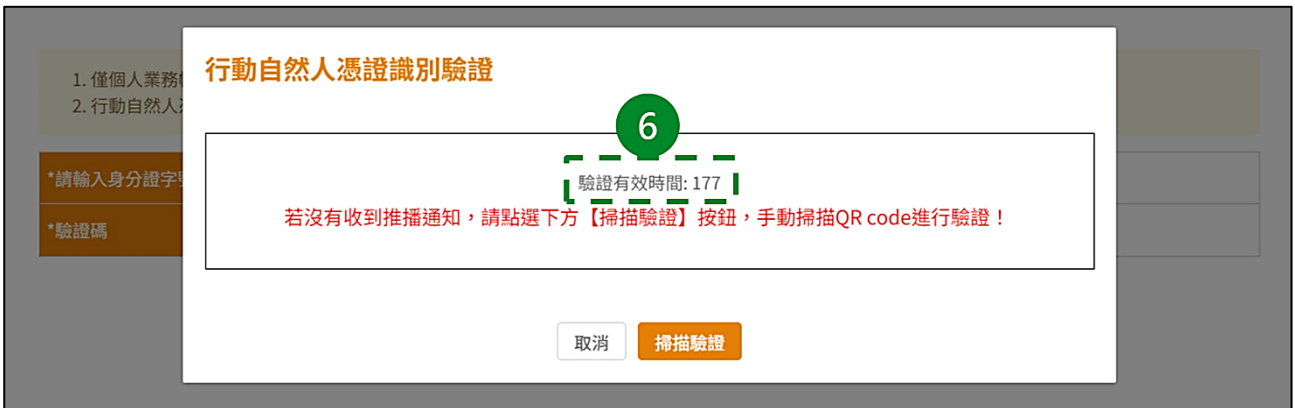 行動自然人憑證識別驗證
1. 僅個人業務
2. 行動自然人
6
驗證有效時間: 177
若沒有收到推播通知，請點選下方【掃描驗證】按鈕，手動掃描QR code進行驗證！
*請輸入身分證字
*驗證碼
取消
掃描驗證